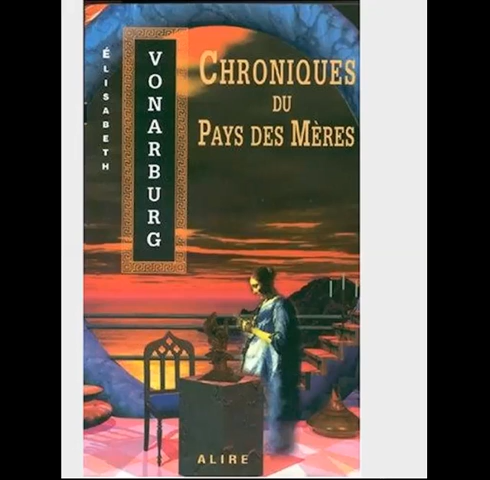 ÉLISABETH
VONARBURG
CHRONIQUES
DU
PAYS DES MÈRES
ALIRE